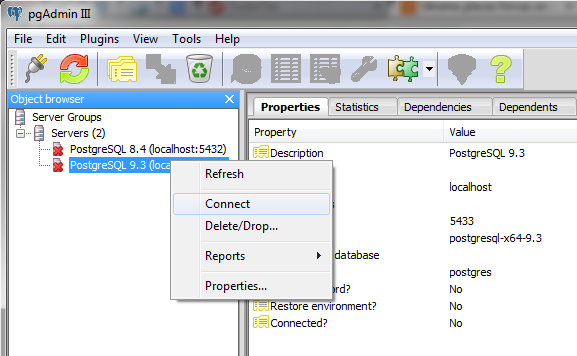 pgAdmin III
File Edit Plugins View Tools Help
Object browser
Server Groups
Servers (2)
PostgreSQL 8.4 (localhost:5432)
PostgreSQL 9.3 (loca
Refresh
Connect
Delete/Drop...
Reports
Properties...
Properties Statistics Dependencies Dependents
Property Value
Description PostgreSQL 9.3
localhost
5433
postgresql-x64-9.3
database
postgres
No
Restore environment? No
Connected? No